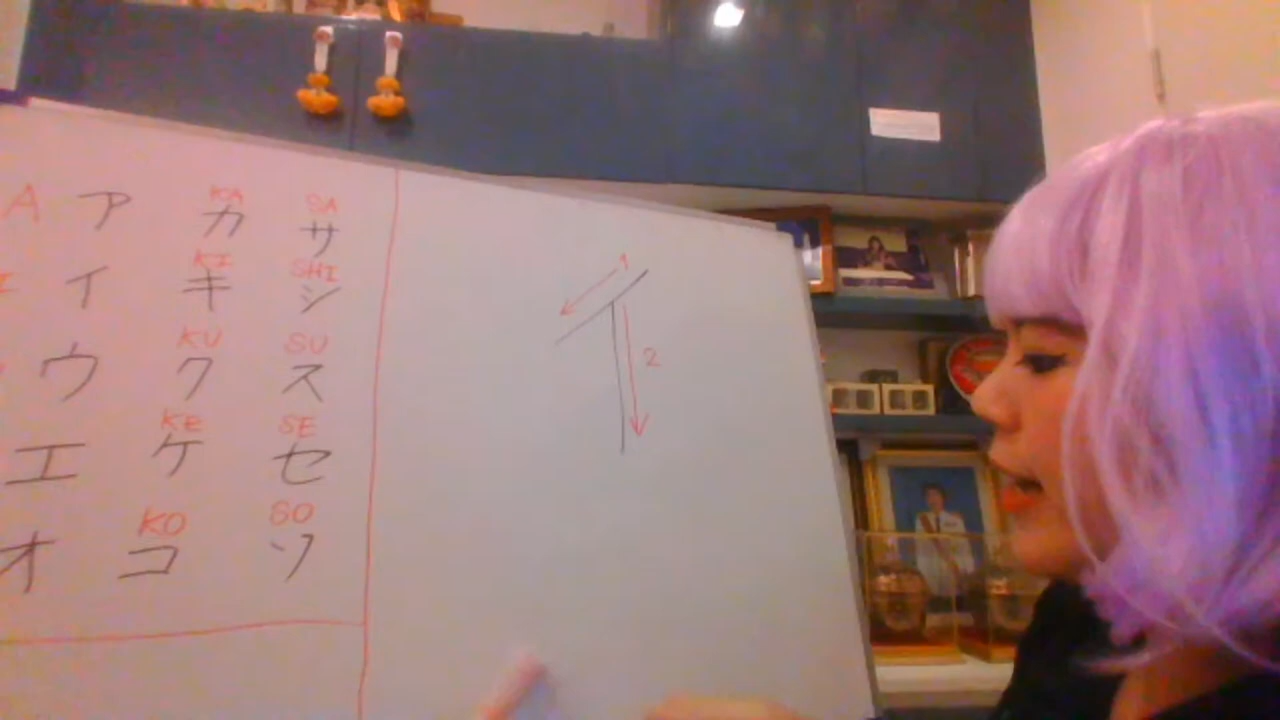 KA SA
A ア カ サ
KI SHI
I イ キ シ
KU SU
ウ ク ス
KE SE
エ ケ セ
KO SO
オ コ ソ
1
イ
2